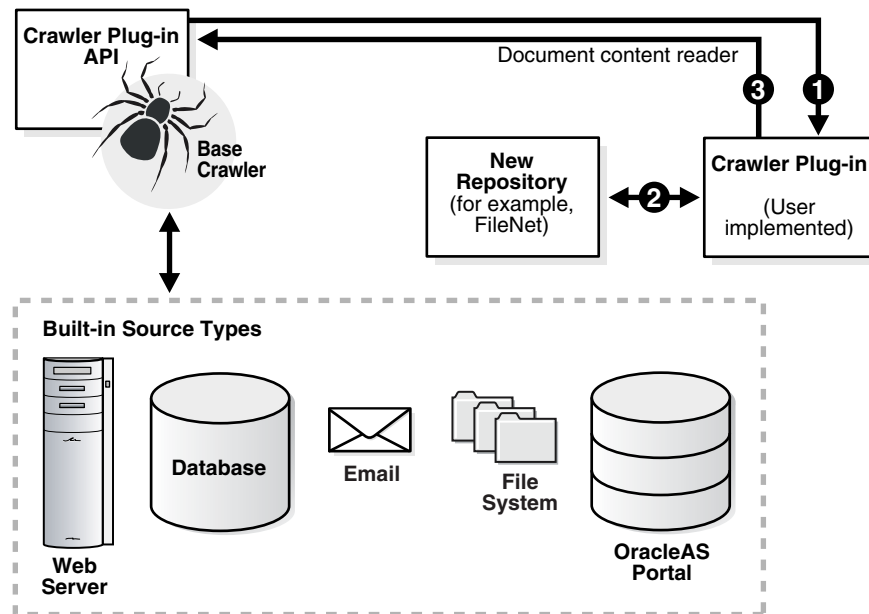 Crawler Plug-in
API
Base
Crawler
Document content reader
3
1
New
Repository
(for example,
FileNet)
2
Crawler Plug-in
(User
implemented)
Built-in Source Types
Web
Server
Database
Email
File
System
OracleAS
Portal